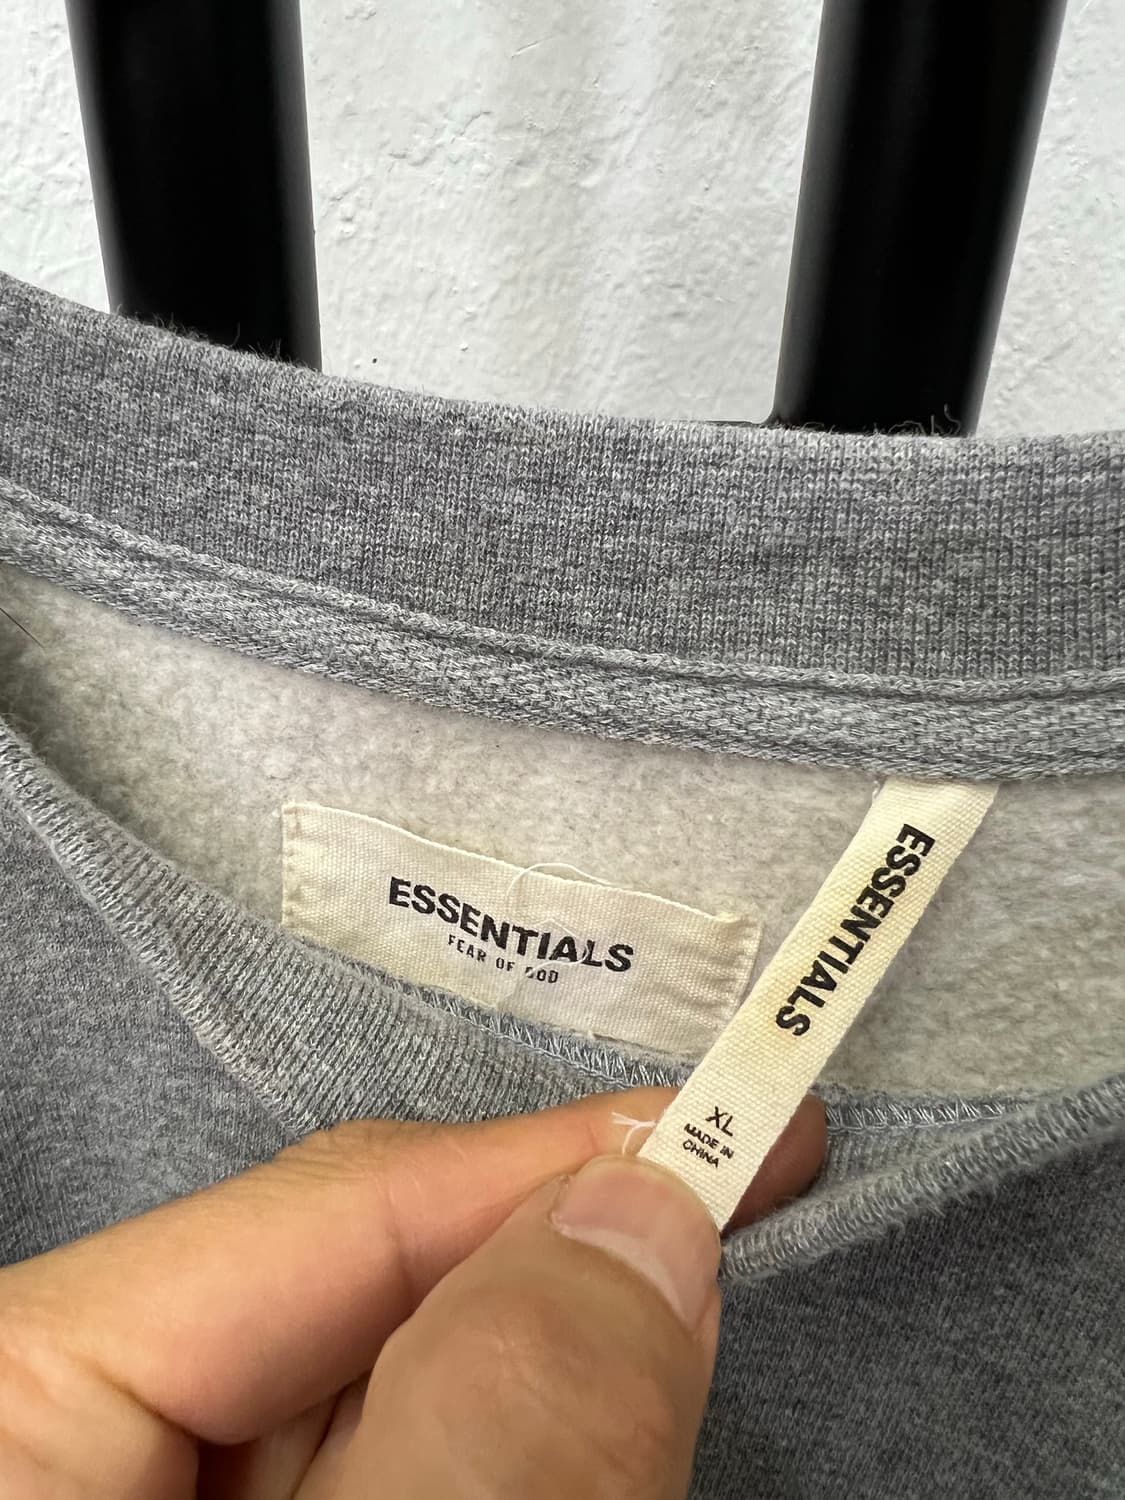 ESSENTIALS
FEAR OF GOD
ESSENTIALS
XL
MADE IN
CHINA